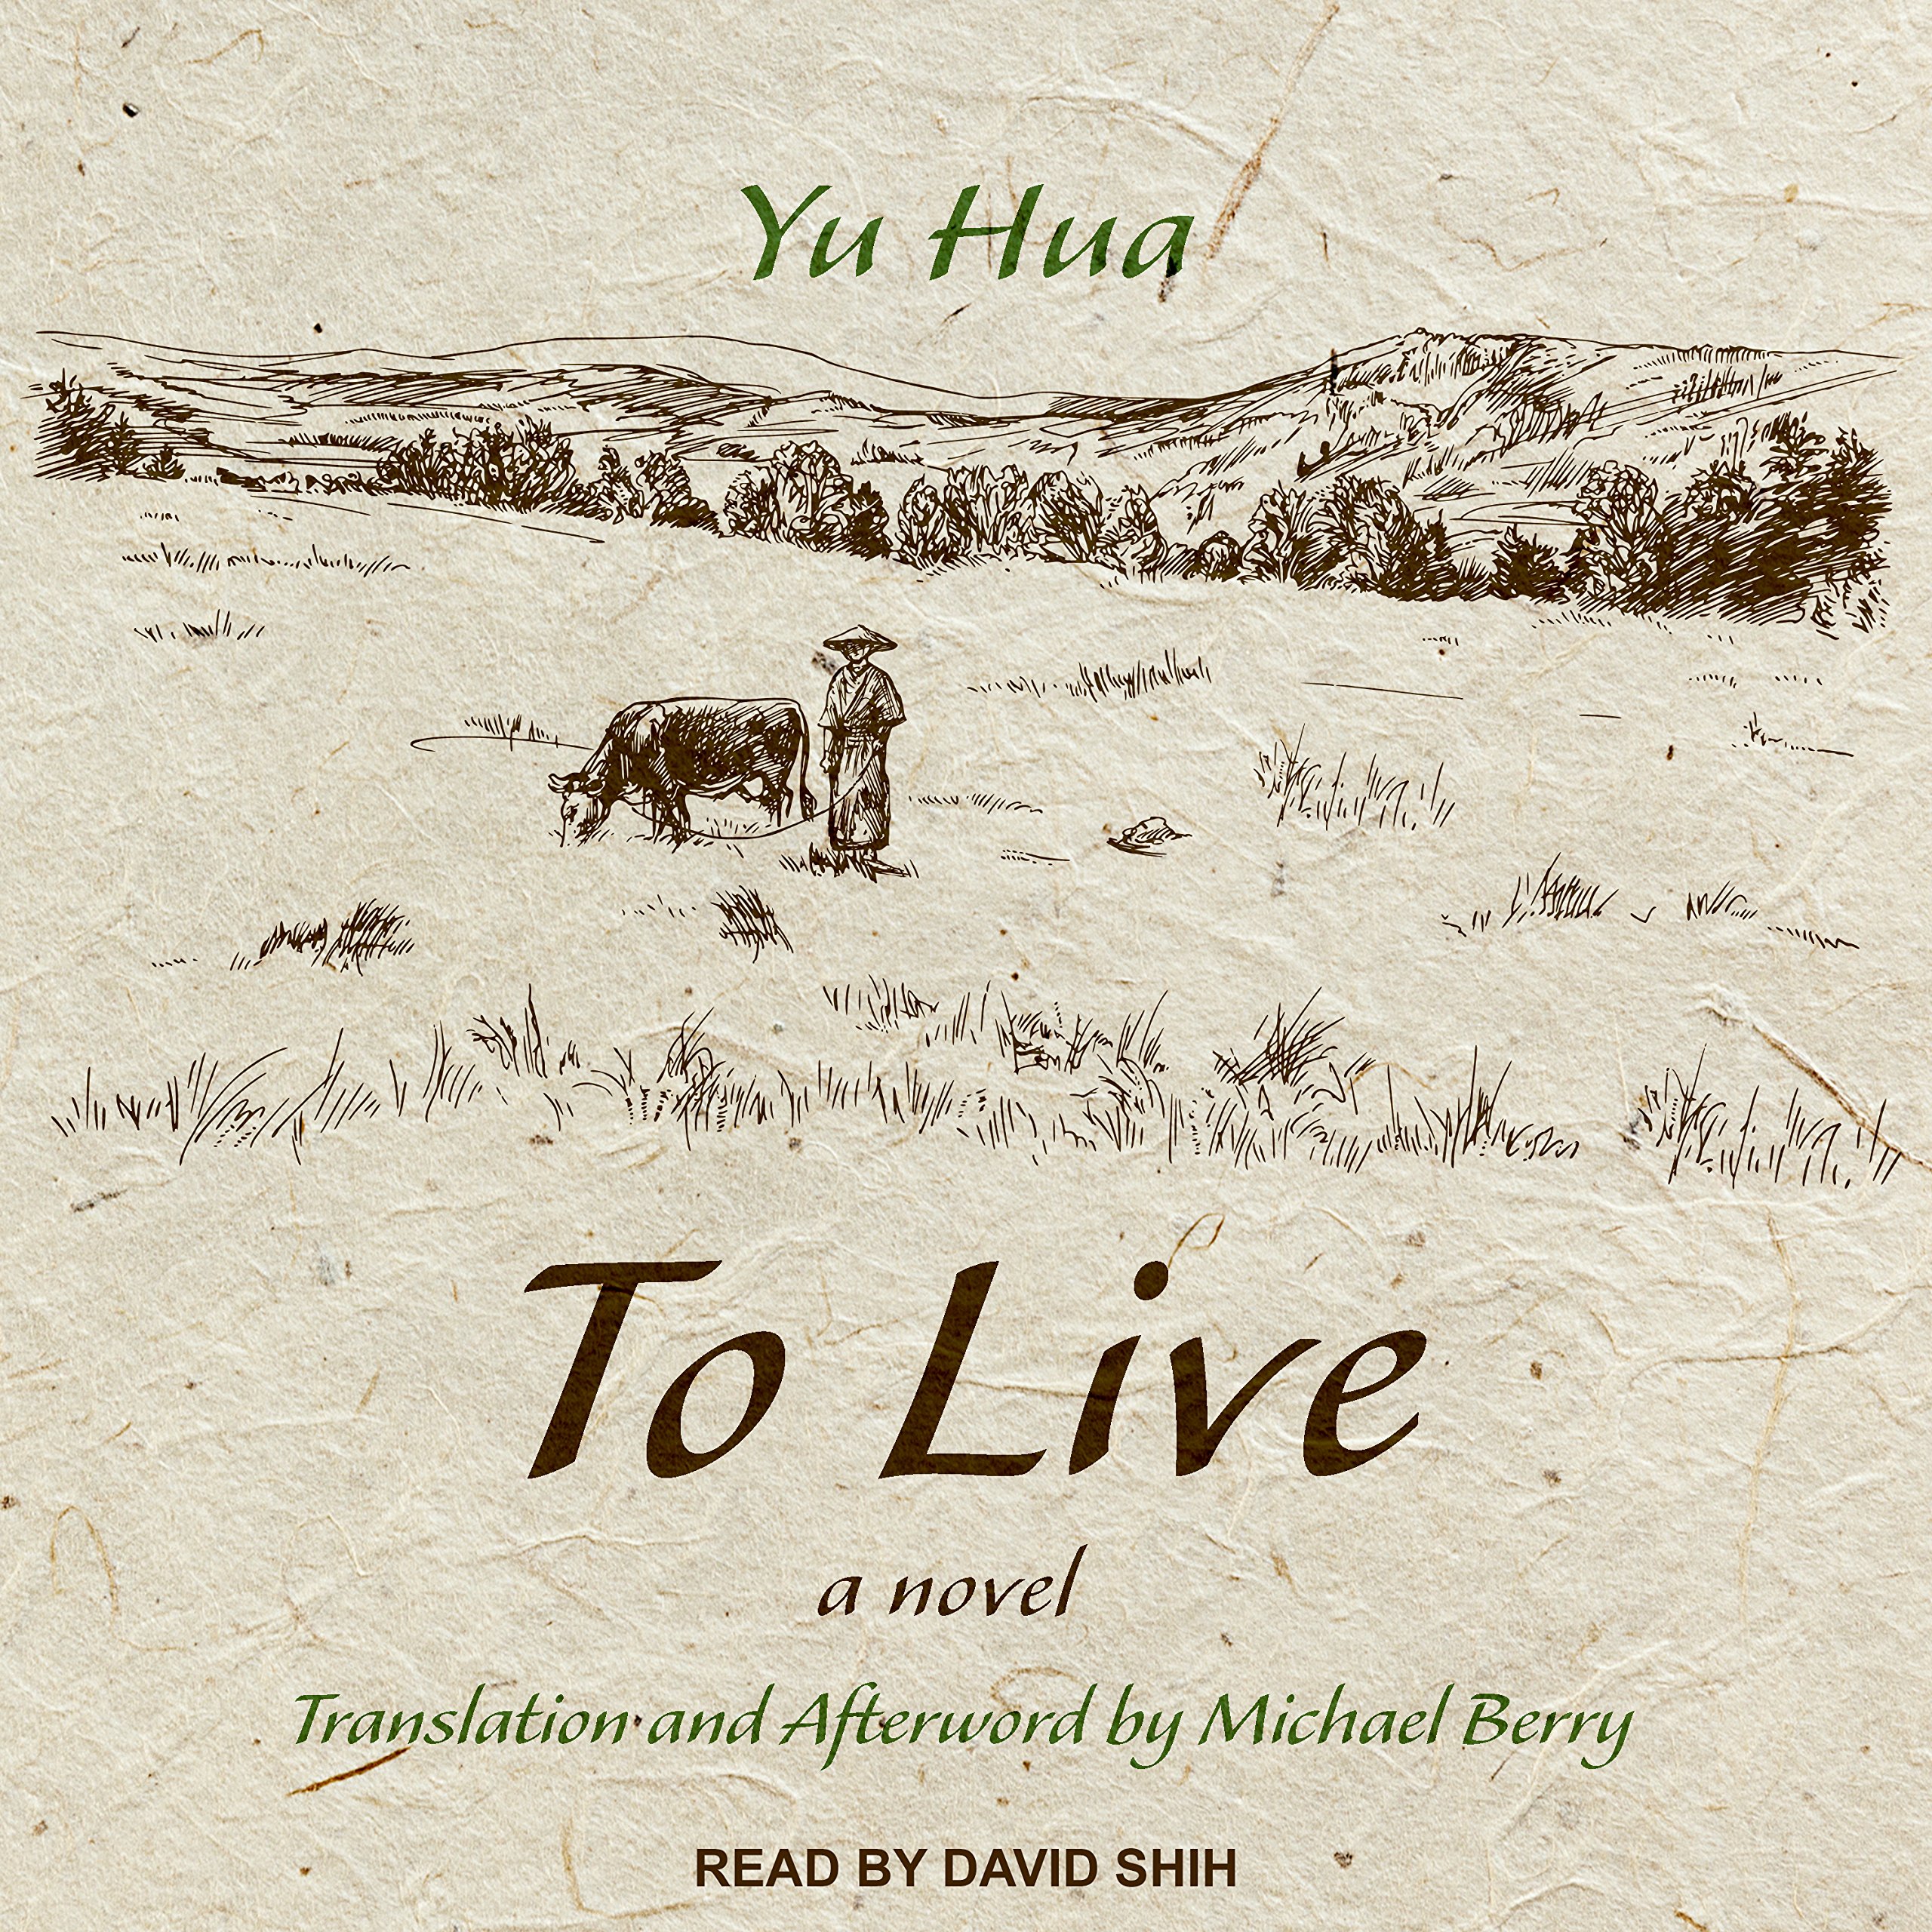 Yu Hua
To Live
a novel
Translation and Afterword by Michael Berry
READ BY DAVID SHIH